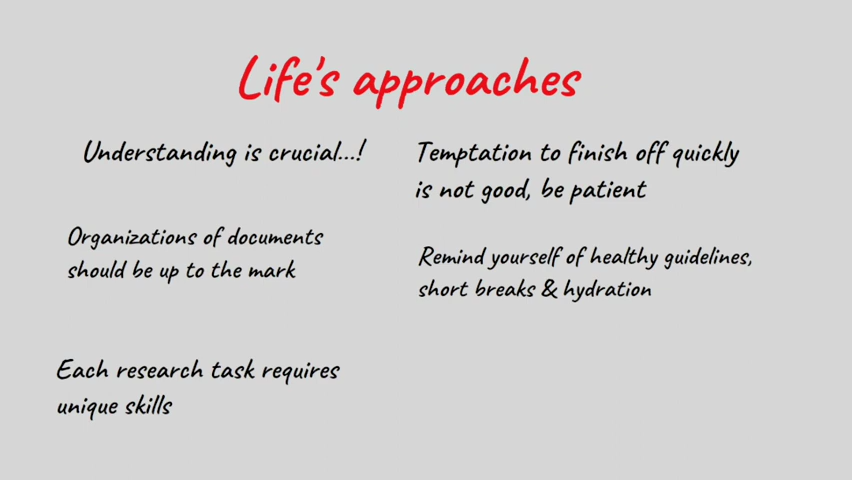 Life's approaches
Understanding is crucial...!
Organizations of documents
should be up to the mark
Each research task requires
unique skills
Temptation to finish off quickly
is not good, be patient
Remind yourself of healthy guidelines,
short breaks & hydration